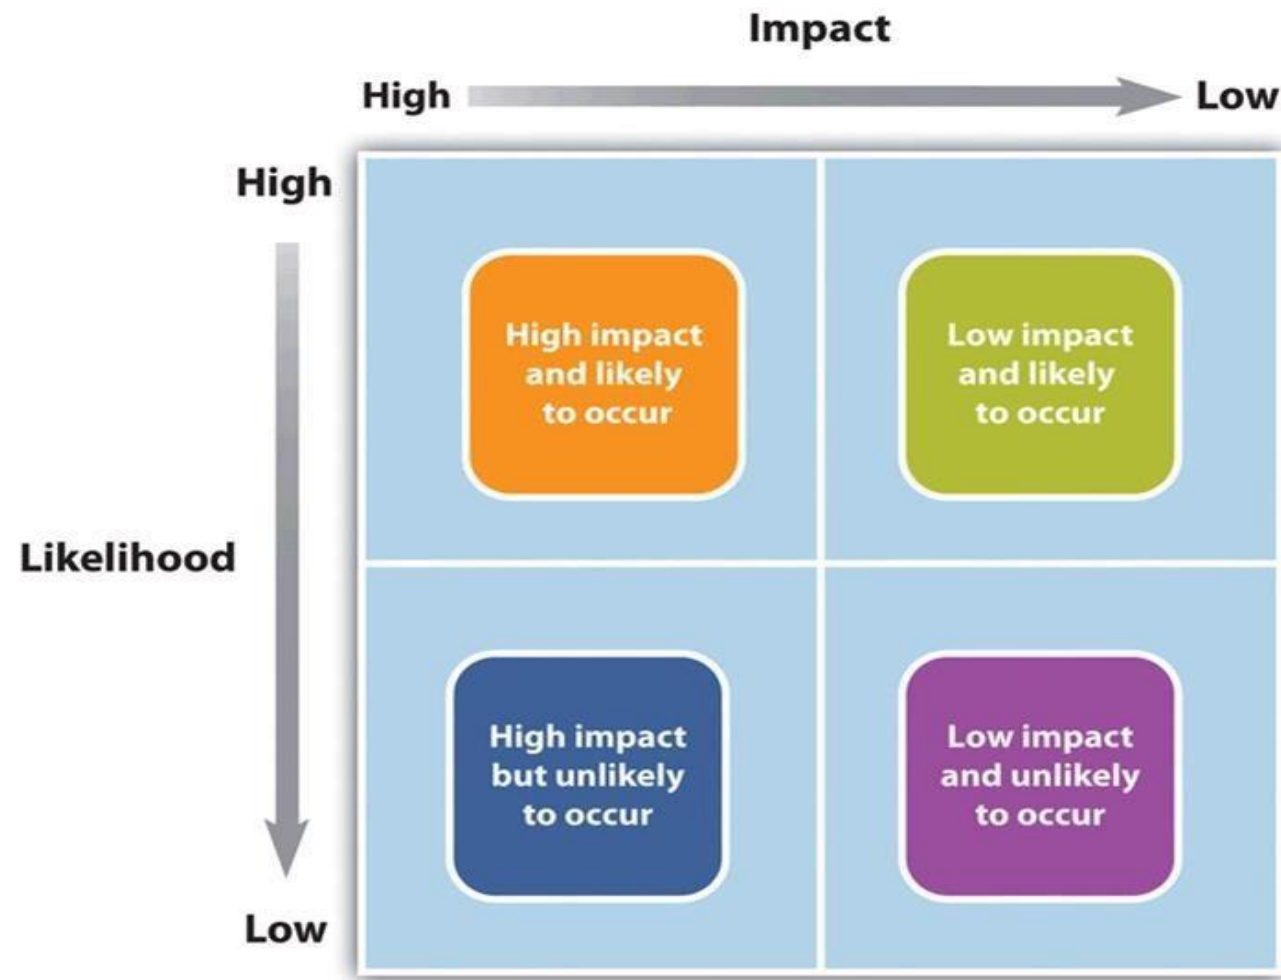 Impact
High
Low
High
High impact
and likely
to occur
Low impact
and likely
to occur
Likelihood
High impact
but unlikely
to occur
Low impact
and unlikely
to occur
Low